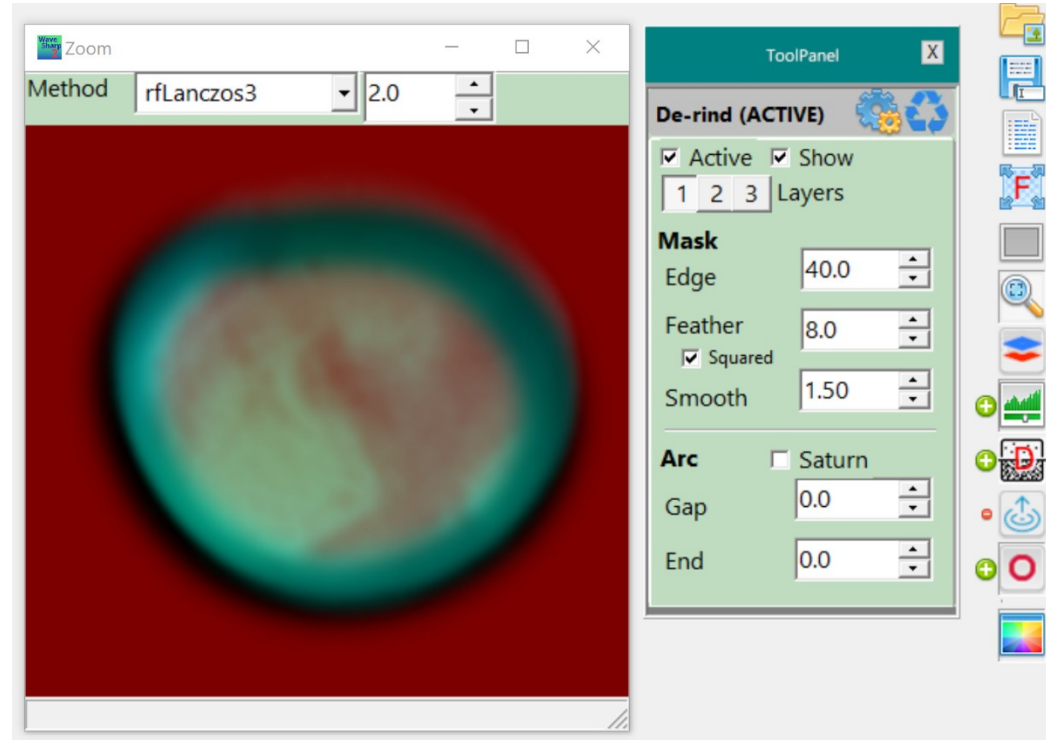 Wave
Sharp
Zoom
Method rfLanczos3 2.0
ToolPanel X
De-rind (ACTIVE)
Active Show
1 2 3 Layers
Mask
Edge 40.0
Feather 8.0
Squared
Smooth 1.50
Arc Saturn
Gap 0.0
End 0.0
F
D